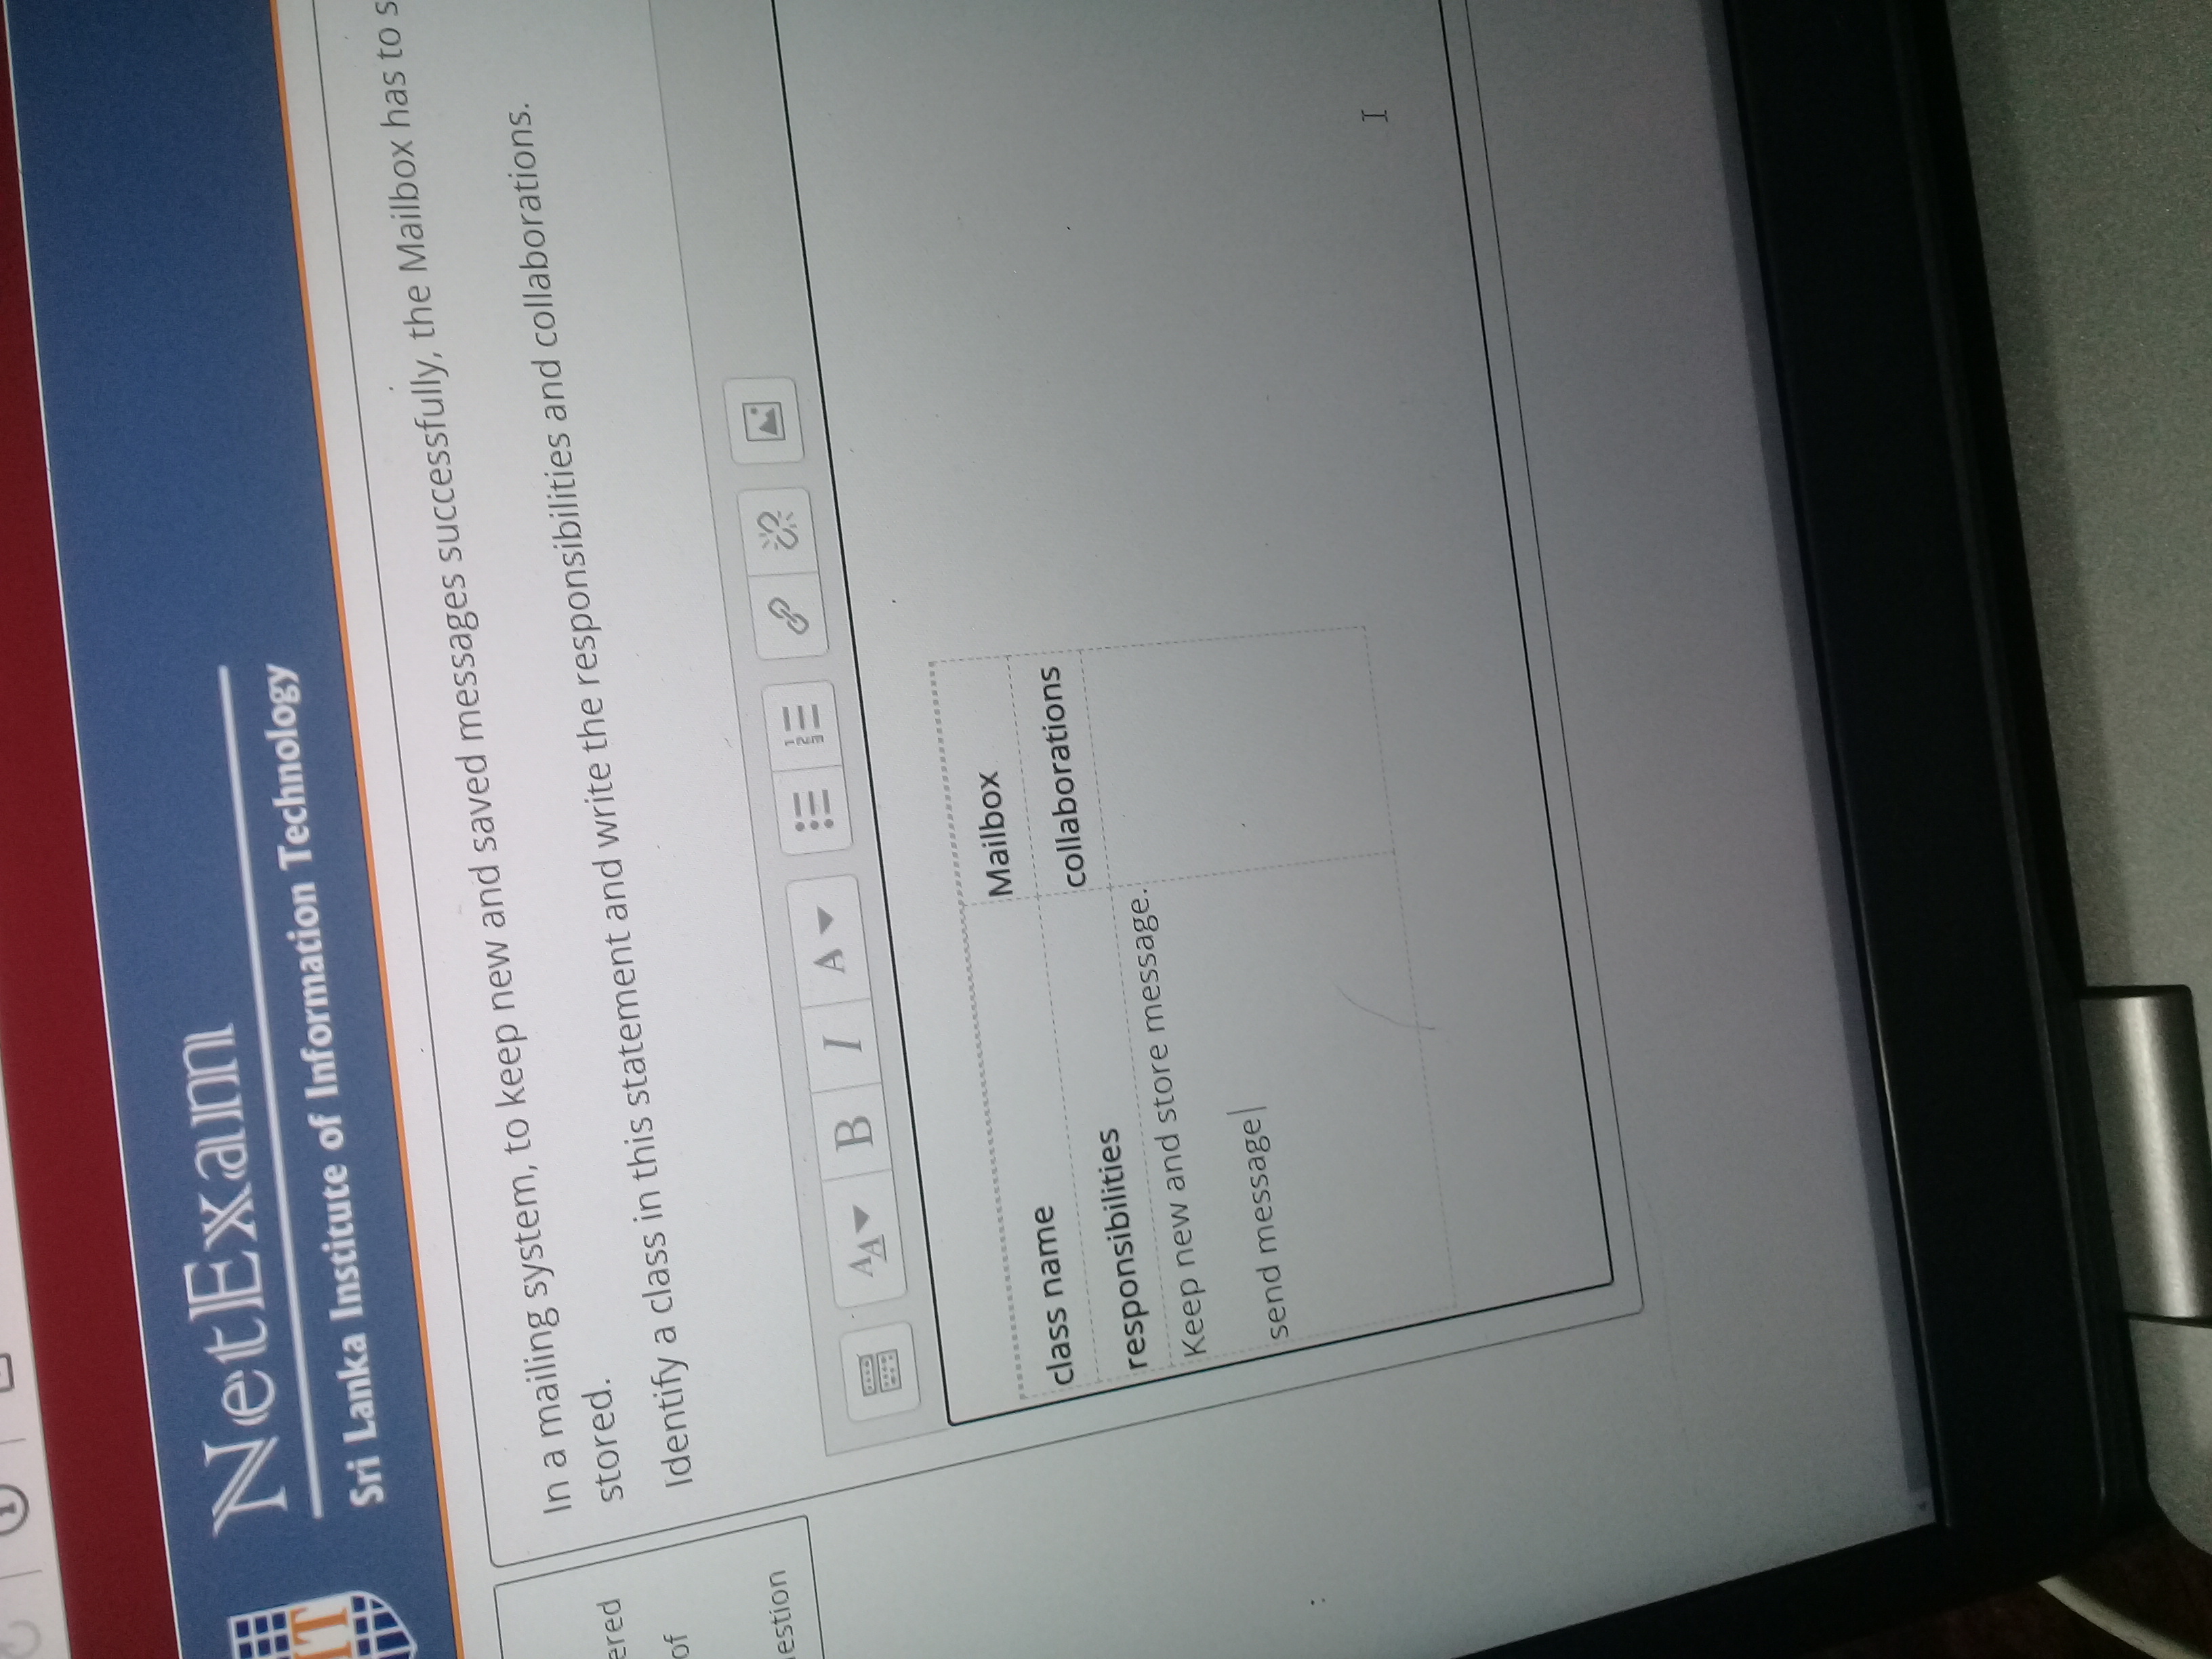 IT
NetExam
Sri Lanka Institute of Information Technology
In a mailing system, to keep new and saved messages successfully, the Mailbox has to s
stored.
Identify a class in this statement and write the responsibilities and collaborations.
ered
of
estion
B I A
class name Mailbox
responsibilities collaborations
Keep new and store message.
send message